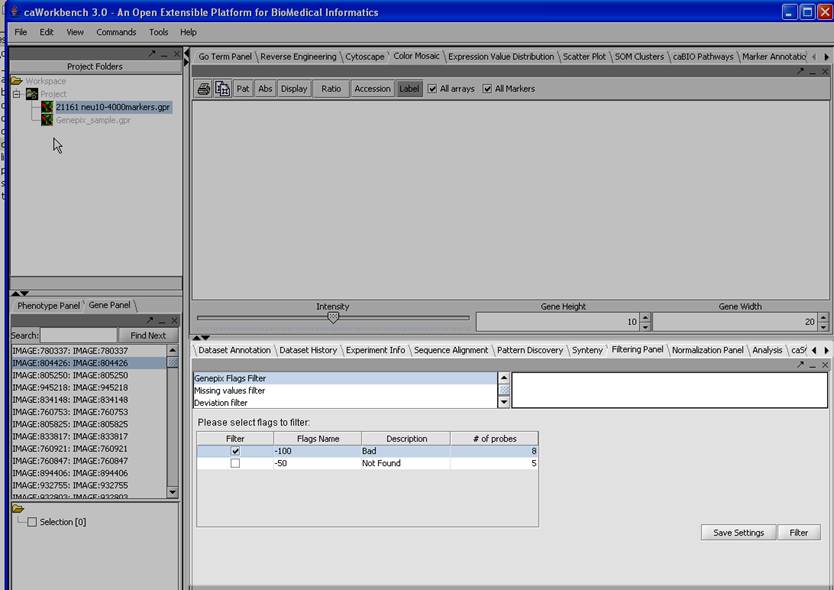 caWorkbench 3.0 - An Open Extensible Platform for BioMedical Informatics
File Edit View Commands Tools Help
Project Folders
Workspace
Project
21161 neu10-4000markers.gpr
Genepix_sample.gpr
Go Term Panel Reverse Engineering Cytoscape Color Mosaic Expression Value Distribution Scatter Plot SOM Clusters caBIO Pathways Marker Annotatio
Pat Abs Display Ratio Accession Label All arrays All Markers
Intensity Gene Height Gene Width
10 20
Phenotype Panel Gene Panel
Search: Find Next
IMAGE:780337: IMAGE:780337
IMAGE:804426: IMAGE:804426
IMAGE:805250: IMAGE:805250
IMAGE:945218: IMAGE:945218
IMAGE:834148: IMAGE:834148
IMAGE:760753: IMAGE:760753
IMAGE:805825: IMAGE:805825
IMAGE:833817: IMAGE:833817
IMAGE:760921: IMAGE:760921
IMAGE:760847: IMAGE:760847
IMAGE:894406: IMAGE:894406
IMAGE:932755: IMAGE:932755
IMAGE:932803: IMAGE:932803
Selection [0]
Dataset Annotation Dataset History Experiment Info Sequence Alignment Pattern Discovery Synteny Filtering Panel Normalization Panel Analysis
Genepix Flags Filter
Missing values filter
Deviation filter
Please select flags to filter:
Filter Flags Name Description # of probes
-100 Bad 8
-50 Not Found 5
Save Settings Filter